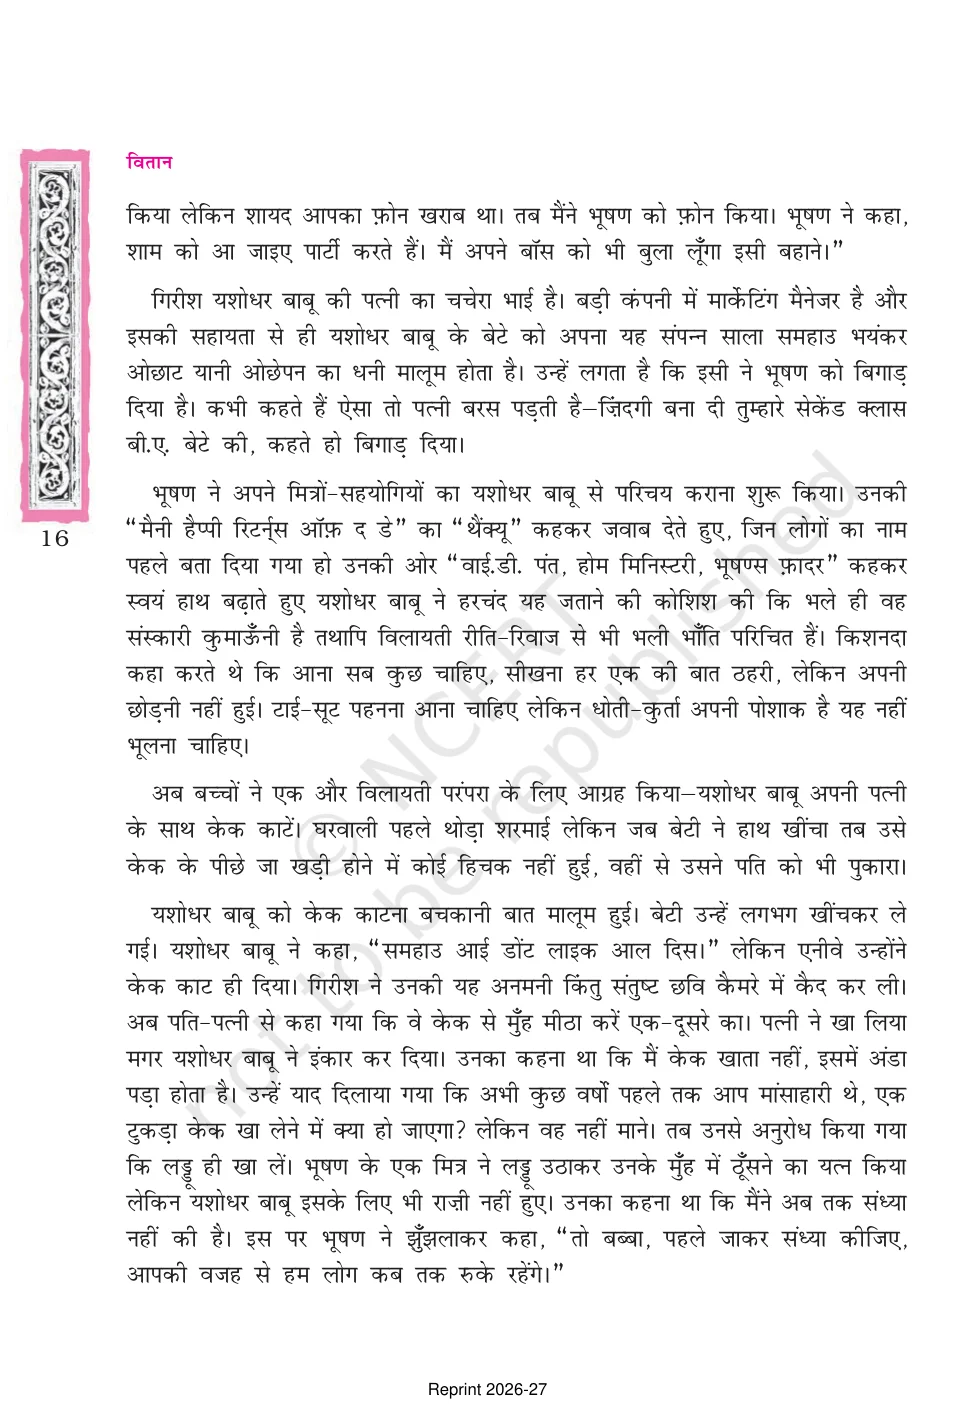 वितान
किया लेकिन शायद आपका फ़ोन खराब था। तब मैंने भूषण को फ़ोन किया। भूषण ने कहा,
शाम को आ जाइए पार्टी करते हैं। मैं अपने बॉस को भी बुला लूँगा इसी बहाने।”
गिरीश यशोधर बाबू की पत्नी का चचेरा भाई है। बड़ी कंपनी में मार्केटिंग मैनेजर है और
इसकी सहायता से ही यशोधर बाबू के बेटे को अपना यह संपन्न साला समहाउ भयंकर
ओछाट यानी ओछेपन का धनी मालूम होता है। उन्हें लगता है कि इसी ने भूषण को बिगाड़
दिया है। कभी कहते हैं ऐसा तो पत्नी बरस पड़ती है–ज़िंदगी बना दी तुम्हारे सेकेंड क्लास
बी.ए. बेटे की, कहते हो बिगाड़ दिया।
भूषण ने अपने मित्रों-सहयोगियों का यशोधर बाबू से परिचय कराना शुरू किया। उनकी
“मैनी हैप्पी रिटर्न्स ऑफ़ द डे” का “थैंक्यू” कहकर जवाब देते हुए, जिन लोगों का नाम
पहले बता दिया गया हो उनकी ओर “वाई.डी. पंत, होम मिनिस्टरी, भूषण्स फ़ादर” कहकर
स्वयं हाथ बढ़ाते हुए यशोधर बाबू ने हरचंद यह जताने की कोशिश की कि भले ही वह
संस्कारी कुमाऊँनी है तथापि विलायती रीति-रिवाज से भी भली भाँति परिचित हैं। किशनदा
कहा करते थे कि आना सब कुछ चाहिए, सीखना हर एक की बात ठहरी, लेकिन अपनी
छोड़नी नहीं हुई। टाई-सूट पहनना आना चाहिए लेकिन धोती-कुर्ता अपनी पोशाक है यह नहीं
भूलना चाहिए।
अब बच्चों ने एक और विलायती परंपरा के लिए आग्रह किया–यशोधर बाबू अपनी पत्नी
के साथ केक काटें। घरवाली पहले थोड़ा शरमाई लेकिन जब बेटी ने हाथ खींचा तब उसे
केक के पीछे जा खड़ी होने में कोई हिचक नहीं हुई, वहीं से उसने पति को भी पुकारा।
यशोधर बाबू को केक काटना बचकानी बात मालूम हुई। बेटी उन्हें लगभग खींचकर ले
गई। यशोधर बाबू ने कहा, “समहाउ आई डोंट लाइक आल दिस।” लेकिन एनीवे उन्होंने
केक काट ही दिया। गिरीश ने उनकी यह अनमनी किंतु संतुष्ट छवि कैमरे में कैद कर ली।
अब पति-पत्नी से कहा गया कि वे केक से मुँह मीठा करें एक-दूसरे का। पत्नी ने खा लिया
मगर यशोधर बाबू ने इंकार कर दिया। उनका कहना था कि मैं केक खाता नहीं, इसमें अंडा
पड़ा होता है। उन्हें याद दिलाया गया कि अभी कुछ वर्षों पहले तक आप मांसाहारी थे, एक
टुकड़ा केक खा लेने में क्या हो जाएगा? लेकिन वह नहीं माने। तब उनसे अनुरोध किया गया
कि लड्डू ही खा लें। भूषण के एक मित्र ने लड्डू उठाकर उनके मुँह में ठूँसने का यत्न किया
लेकिन यशोधर बाबू इसके लिए भी राज़ी नहीं हुए। उनका कहना था कि मैंने अब तक संध्या
नहीं की है। इस पर भूषण ने झुँझलाकर कहा, “तो बब्बा, पहले जाकर संध्या कीजिए,
आपकी वजह से हम लोग कब तक रुके रहेंगे।”
16
© NCERT
not to be republished
Reprint 2026-27